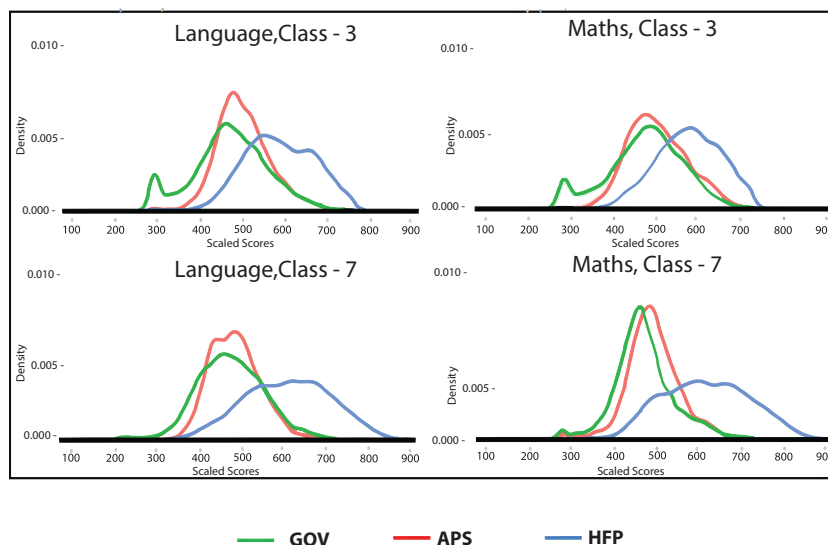 Language,Class - 3
0.010 -
0.005 -
0.000 -
Density
100 200 300 400 500 600 700 800 900
Scaled Scores
Maths, Class - 3
0.010 -
0.005 -
0.000 -
Density
100 200 300 400 500 600 700 800 900
Scaled Scores
Language,Class - 7
0.010 -
0.005 -
0.000 -
Density
100 200 300 400 500 600 700 800 900
Scaled Scores
Maths, Class - 7
0.010 -
0.005 -
0.000 -
Density
100 200 300 400 500 600 700 800 900
Scaled Scores
GOV APS HFP